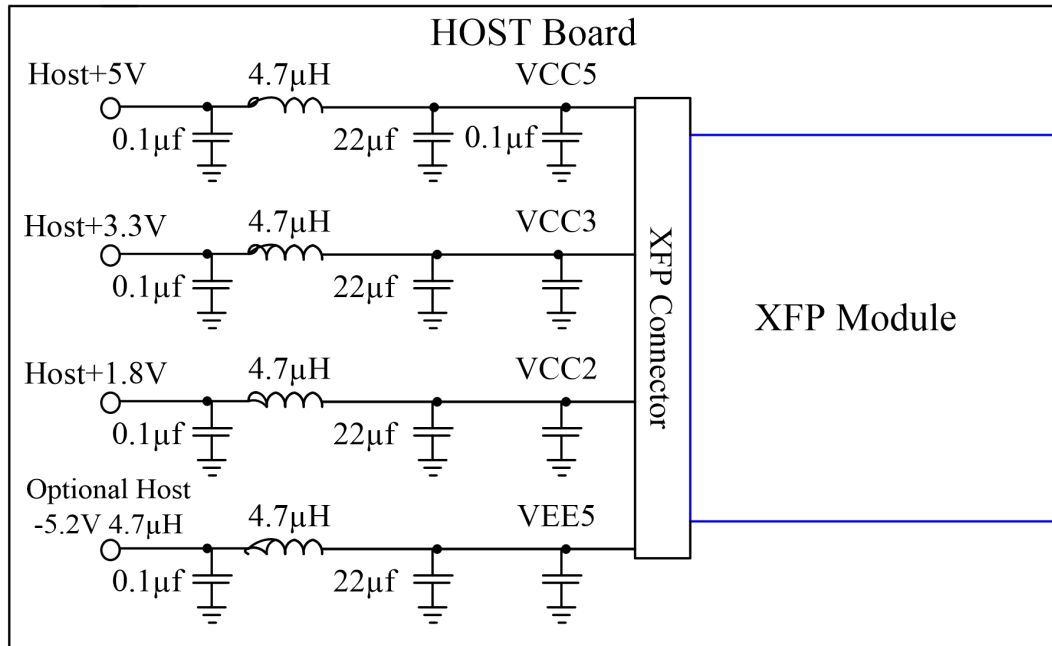 HOST Board
Host+5V
4.7μH
VCC5
0.1μf
22μf
0.1μf
Host+3.3V
4.7μH
VCC3
0.1μf
22μf
XFP Connector
XFP Module
Host+1.8V
4.7μH
VCC2
0.1μf
22μf
Optional Host
-5.2V 4.7μH
4.7μH
VEE5
0.1μf
22μf